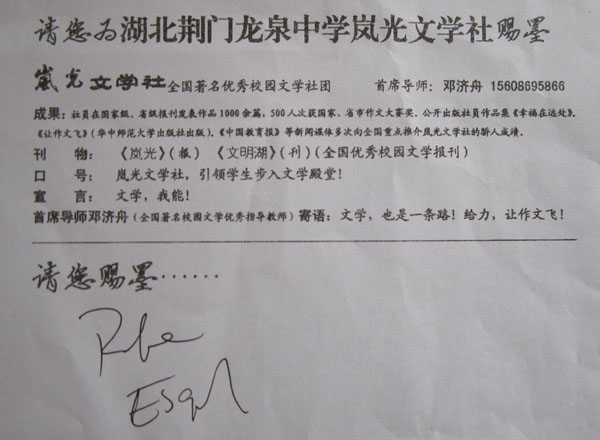 请您为湖北荆门龙泉中学岚光文学社赐墨
嵐光文学社全国著名优秀校园文学社团 首席导师：邓济舟 15608695866
成果：社员在国家级、省级报刊发表作品1000余篇，500人次获国家、省市作文大赛奖。公开出版社员作品集《幸福在远处》、
《让作文飞》（华中师范大学出版社出版）。《中国教育报》等新闻媒体多次向全国重点推介岚光文学社的骄人成绩。
刊 物：《岚光》（报） 《文明湖》（刊）（全国优秀校园文学报刊）
口 号： 岚光文学社，引领学生步入文学殿堂！
宣 言： 文学，我能！
首席导师邓济舟（全国著名校园文学优秀指导教师）寄语：文学，也是一条路！给力，让作文飞！
请您赐墨······